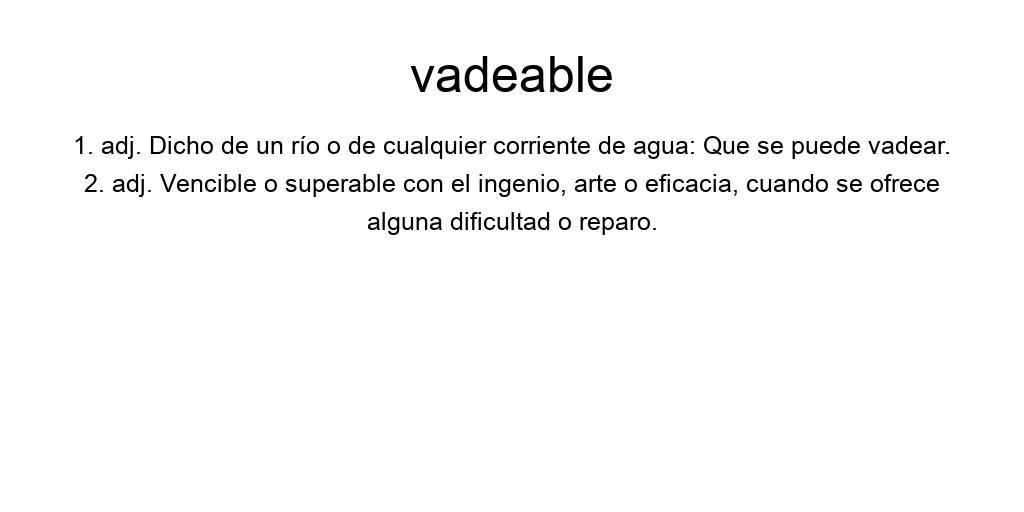 vadeable
1. adj. Dicho de un río o de cualquier corriente de agua: Que se puede vadear.
2. adj. Vencible o superable con el ingenio, arte o eficacia, cuando se ofrece
alguna dificultad o reparo.